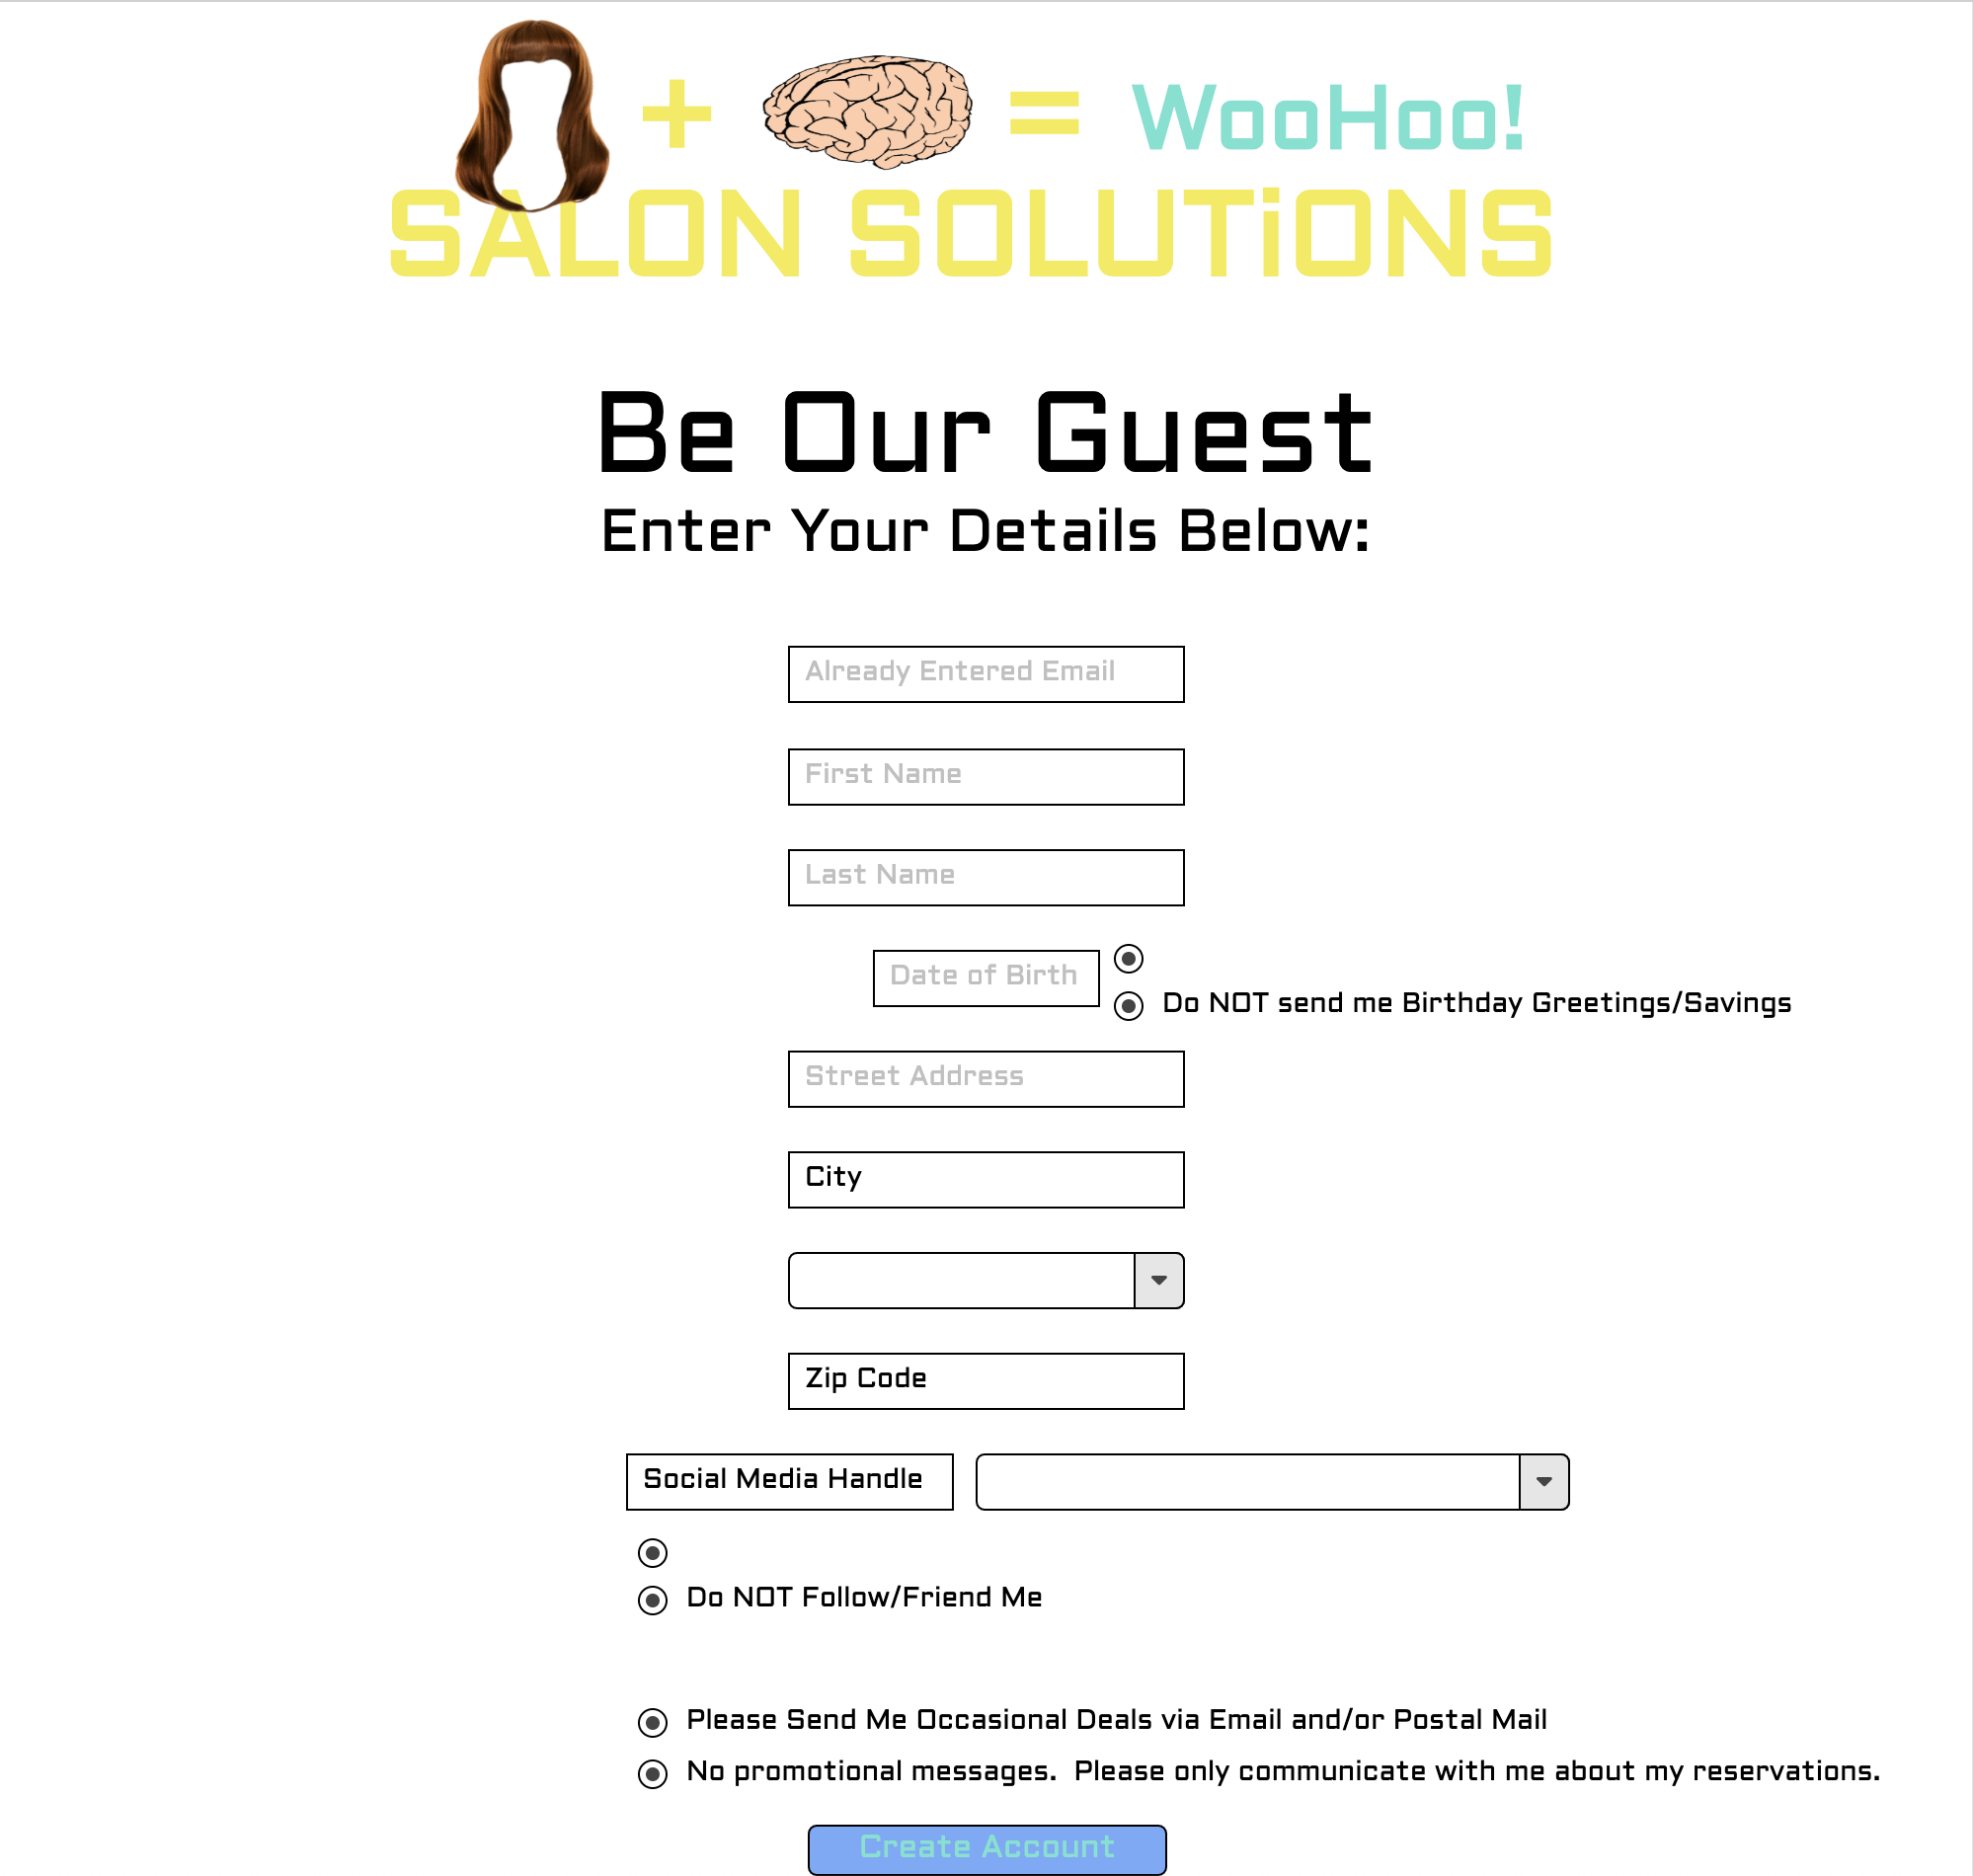 + = WooHoo!
SALON SOLUTiONS
Be Our Guest
Enter Your Details Below:
Already Entered Email
First Name
Last Name
Date of Birth
Do NOT send me Birthday Greetings/Savings
Street Address
City
Zip Code
Social Media Handle
Do NOT Follow/Friend Me
Please Send Me Occasional Deals via Email and/or Postal Mail
No promotional messages.  Please only communicate with me about my reservations.
Create Account